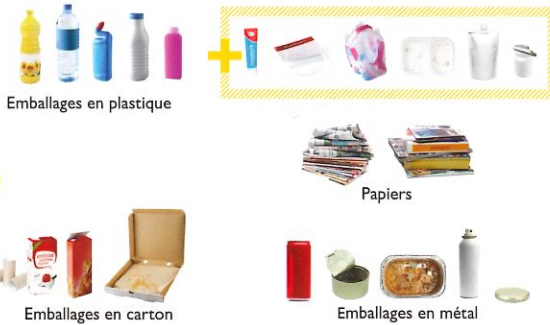 Emballages en plastique
+
Papiers
Emballages en carton
Emballages en métal